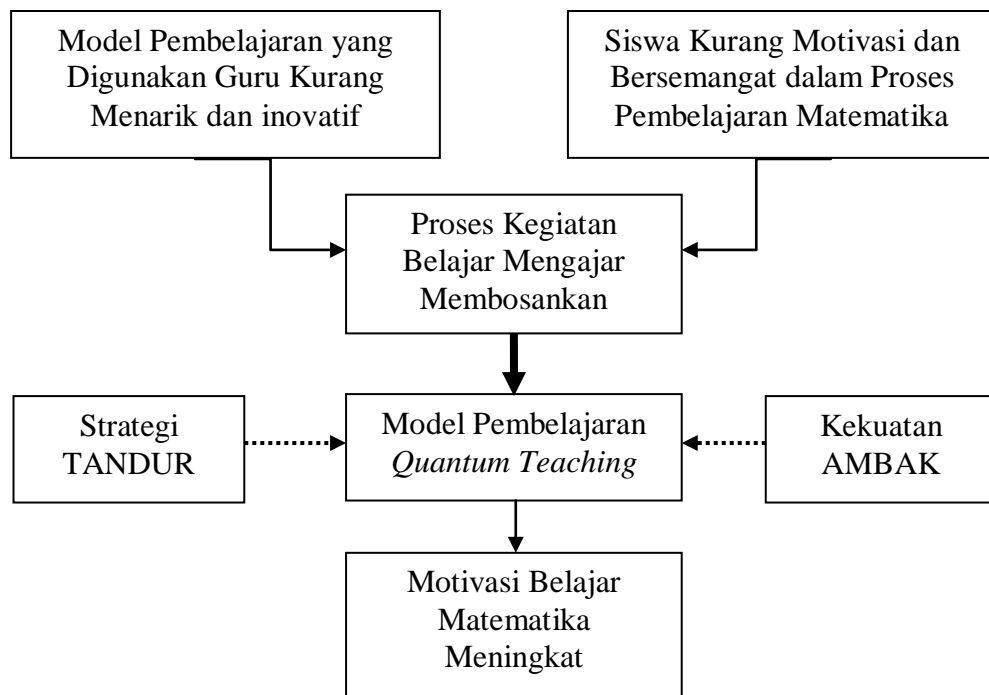 Model Pembelajaran yang
Digunakan Guru Kurang
Menarik dan inovatif
Siswa Kurang Motivasi dan
Bersemangat dalam Proses
Pembelajaran Matematika
Proses Kegiatan
Belajar Mengajar
Membosankan
Strategi
TANDUR
Model Pembelajaran
Quantum Teaching
Kekuatan
AMBAK
Motivasi Belajar
Matematika
Meningkat